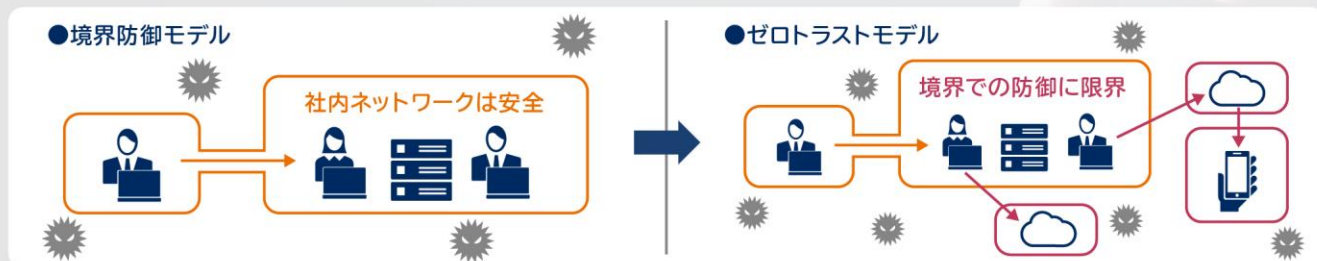 ●境界防御モデル
社内ネットワークは安全
●ゼロトラストモデル
境界での防御に限界